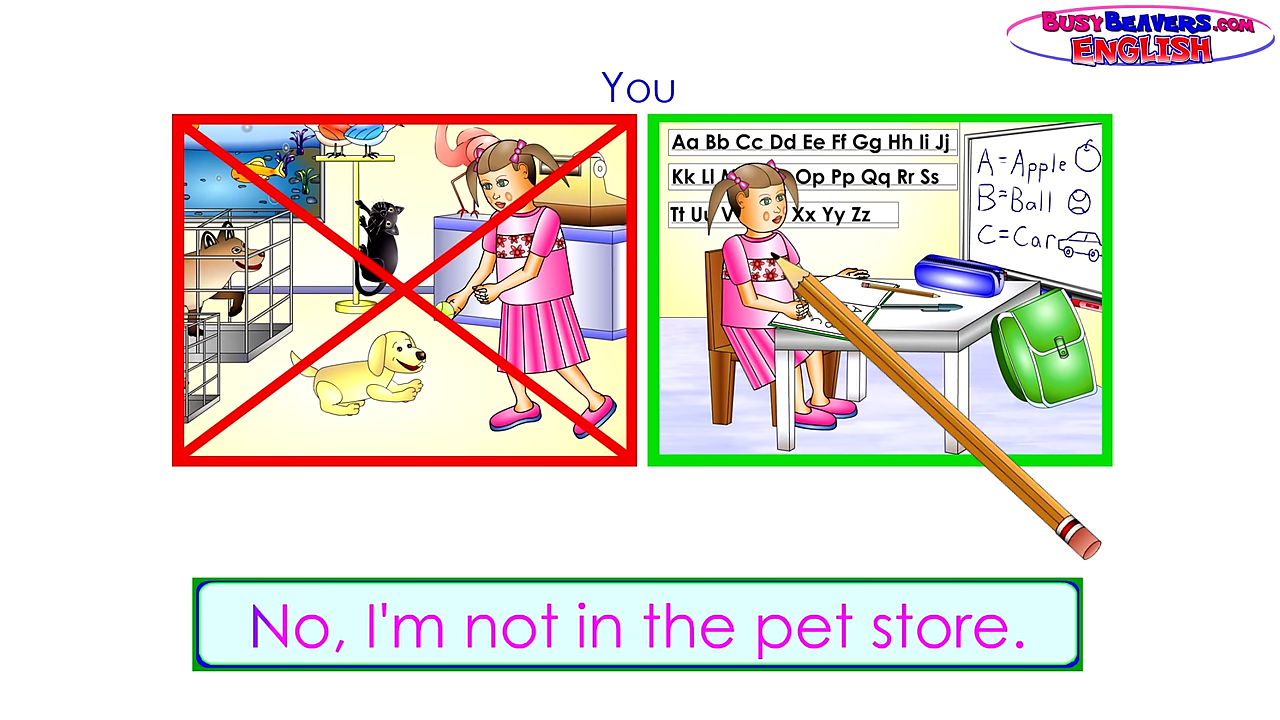 BUSYBEAVERS.COM
ENGLISH
You
Aa Bb Cc Dd Ee Ff Gg Hh Ii Jj
Kk Ll Op Pp Qq Rr Ss
Tt Uu V Xx Yy Zz
A=Apple
B=Ball
C=Car
No, I'm not in the pet store.